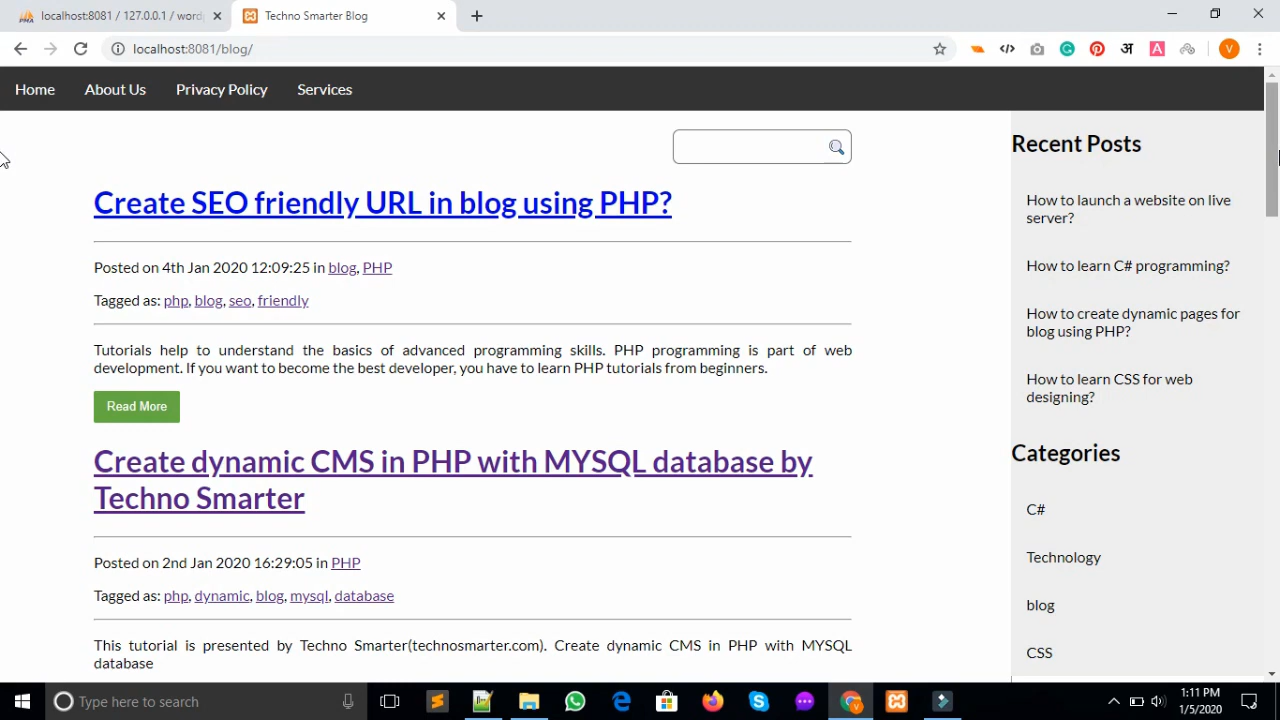 localhost:8081 / 127.0.0.1 / word
Techno Smarter Blog
localhost:8081/blog/
अ
A
V
Home
About Us
Privacy Policy
Services
Recent Posts
Create SEO friendly URL in blog using PHP?
How to launch a website on live
server?
Posted on 4th Jan 2020 12:09:25 in blog, PHP
How to learn C# programming?
Tagged as: php, blog, seo, friendly
How to create dynamic pages for
blog using PHP?
Tutorials help to understand the basics of advanced programming skills. PHP programming is part of web
development. If you want to become the best developer, you have to learn PHP tutorials from beginners.
How to learn CSS for web
designing?
Read More
Categories
Create dynamic CMS in PHP with MYSQL database by
Techno Smarter
C#
Technology
Posted on 2nd Jan 2020 16:29:05 in PHP
Tagged as: php, dynamic, blog, mysql, database
blog
This tutorial is presented by Techno Smarter(technosmarter.com). Create dynamic CMS in PHP with MYSQL
database
CSS
Type here to search
1:11 PM
1/5/2020